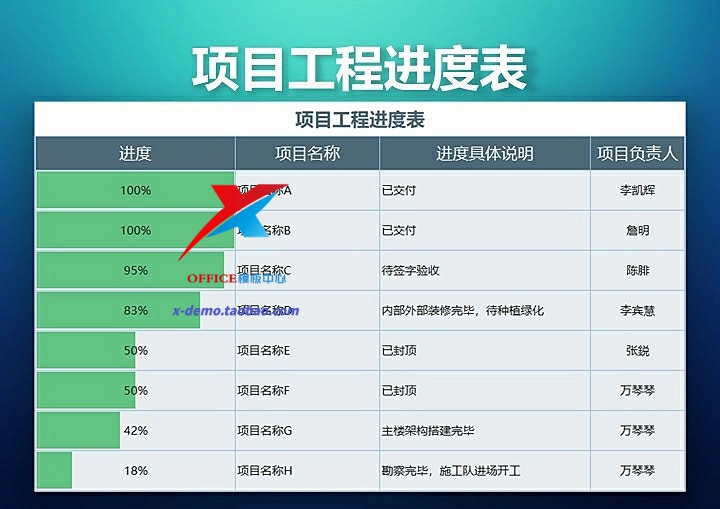 项目工程进度表
项目工程进度表
进度 项目名称 进度具体说明 项目负责人
100% 项目名称A 已交付 李凯辉
100% 项目名称B 已交付 詹明
95% 项目名称C 待签字验收 陈腓
OFFICE模板中心
83% 项目名称D 内部外部装修完毕，待种植绿化 李宾慧
x-demo.taobao.com
50% 项目名称E 已封顶 张锐
50% 项目名称F 已封顶 万琴琴
42% 项目名称G 主楼架构搭建完毕 万琴琴
18% 项目名称H 勘察完毕，施工队进场开工 万琴琴